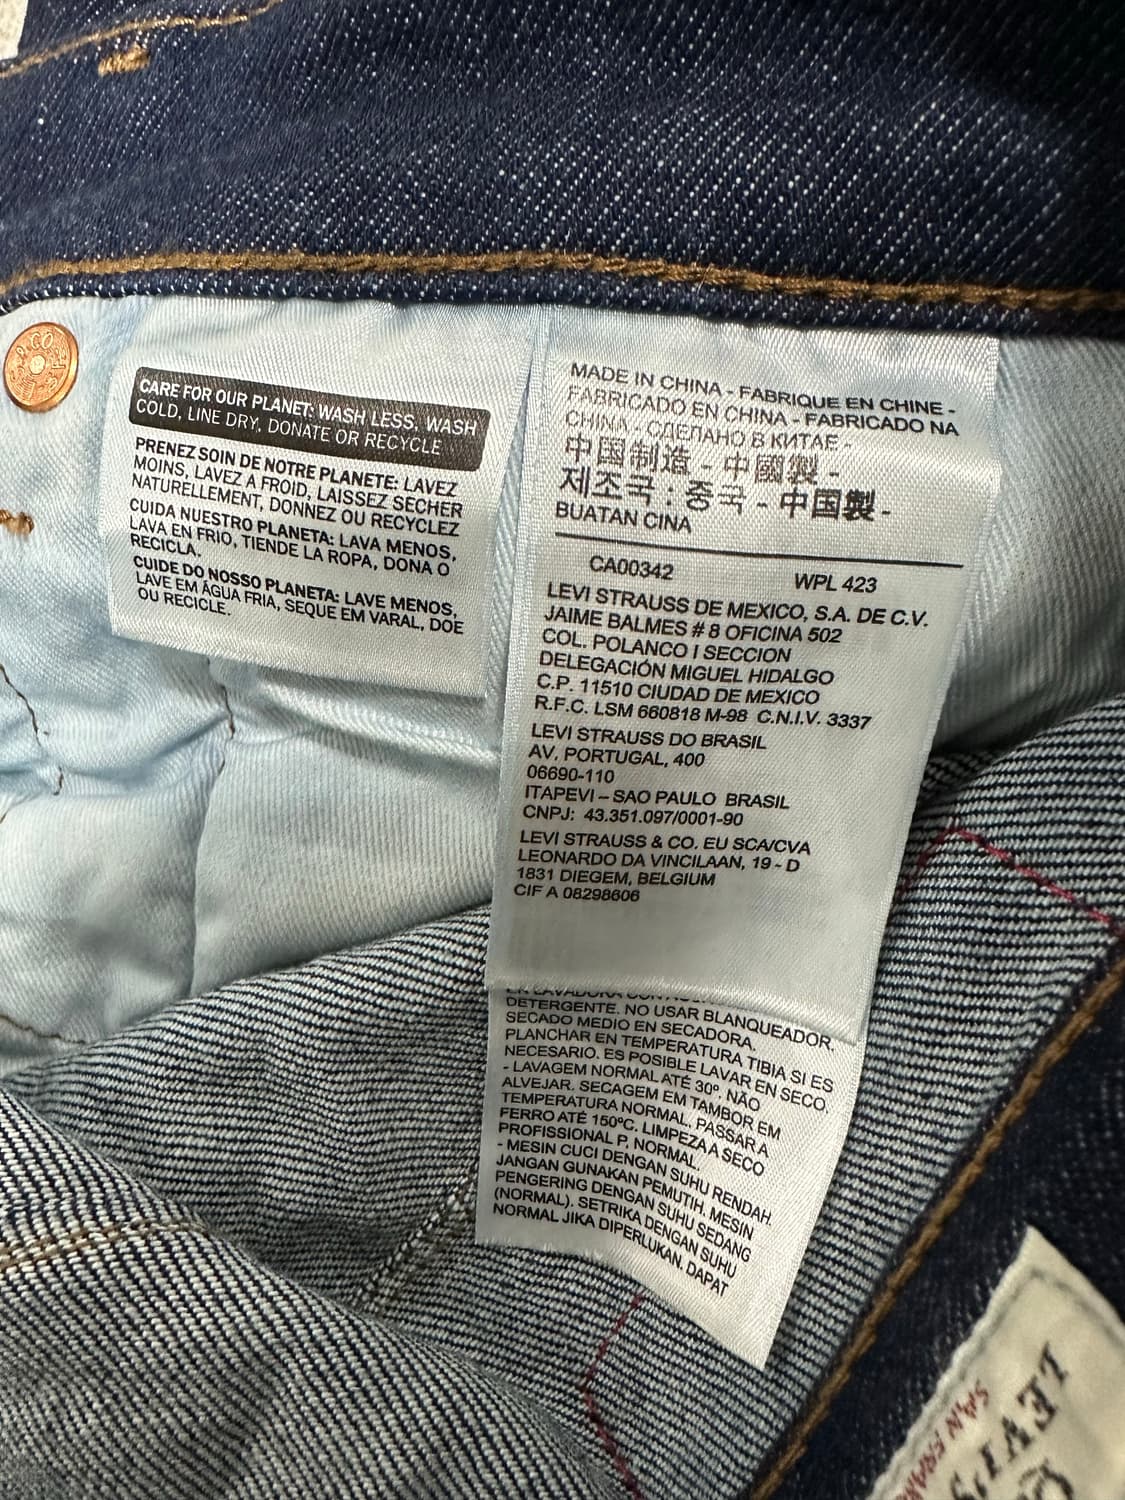 CARE FOR OUR PLANET: WASH LESS, WASH
COLD, LINE DRY, DONATE OR RECYCLE
PRENEZ SOIN DE NOTRE PLANETE: LAVEZ
MOINS, LAVEZ A FROID, LAISSEZ SECHER
NATURELLEMENT, DONNEZ OU RECYCLEZ
CUIDA NUESTRO PLANETA: LAVA MENOS,
LAVA EN FRIO, TIENDE LA ROPA, DONA O
RECICLA.
CUIDE DO NOSSO PLANETA: LAVE MENOS,
LAVE EM ÁGUA FRIA, SEQUE EM VARAL, DOE
OU RECICLE.
MADE IN CHINA - FABRIQUE EN CHINE -
FABRICADO EN CHINA - FABRICADO NA
CHINA - СДЕЛАНО В КИТАЕ -
中国制造 - 中國製 -
제조국 : 중국 - 中国製 -
BUATAN CINA
CA00342 WPL 423
LEVI STRAUSS DE MEXICO, S.A. DE C.V.
JAIME BALMES # 8 OFICINA 502
COL. POLANCO I SECCION
DELEGACIÓN MIGUEL HIDALGO
C.P. 11510 CIUDAD DE MEXICO
R.F.C. LSM 660818 M-98 C.N.I.V. 3337
LEVI STRAUSS DO BRASIL
AV. PORTUGAL, 400
06690-110
ITAPEVI – SAO PAULO BRASIL
CNPJ: 43.351.097/0001-90
LEVI STRAUSS & CO. EU SCA/CVA
LEONARDO DA VINCILAAN, 19 - D
1831 DIEGEM, BELGIUM
CIF A 08298606
EN LAVADORA CON
DETERGENTE. NO USAR BLANQUEADOR.
SECADO MEDIO EN SECADORA.
PLANCHAR EN TEMPERATURA TIBIA SI ES
NECESARIO. ES POSIBLE LAVAR EN SECO.
- LAVAGEM NORMAL ATÉ 30º. NÃO
ALVEJAR. SECAGEM EM TAMBOR EM
TEMPERATURA NORMAL. PASSAR A
FERRO ATÉ 150ºC. LIMPEZA A SECO
PROFISSIONAL P, NORMAL.
- MESIN CUCI DENGAN SUHU RENDAH.
JANGAN GUNAKAN PEMUTIH. MESIN
PENGERING DENGAN SUHU SEDANG
(NORMAL). SETRIKA DENGAN SUHU
NORMAL JIKA DIPERLUKAN. DAPAT
LEVI'S
SAN FRAN